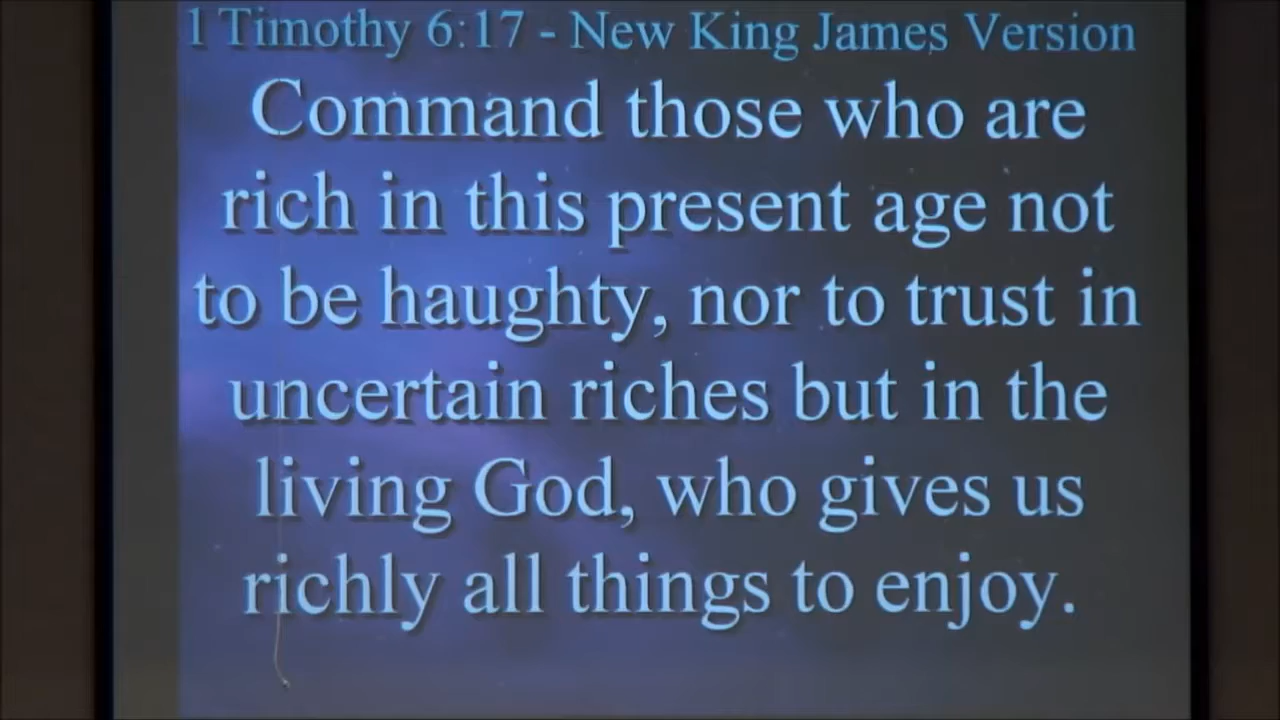 1 Timothy 6:17 - New King James Version
Command those who are
rich in this present age not
to be haughty, nor to trust in
uncertain riches but in the
living God, who gives us
richly all things to enjoy.